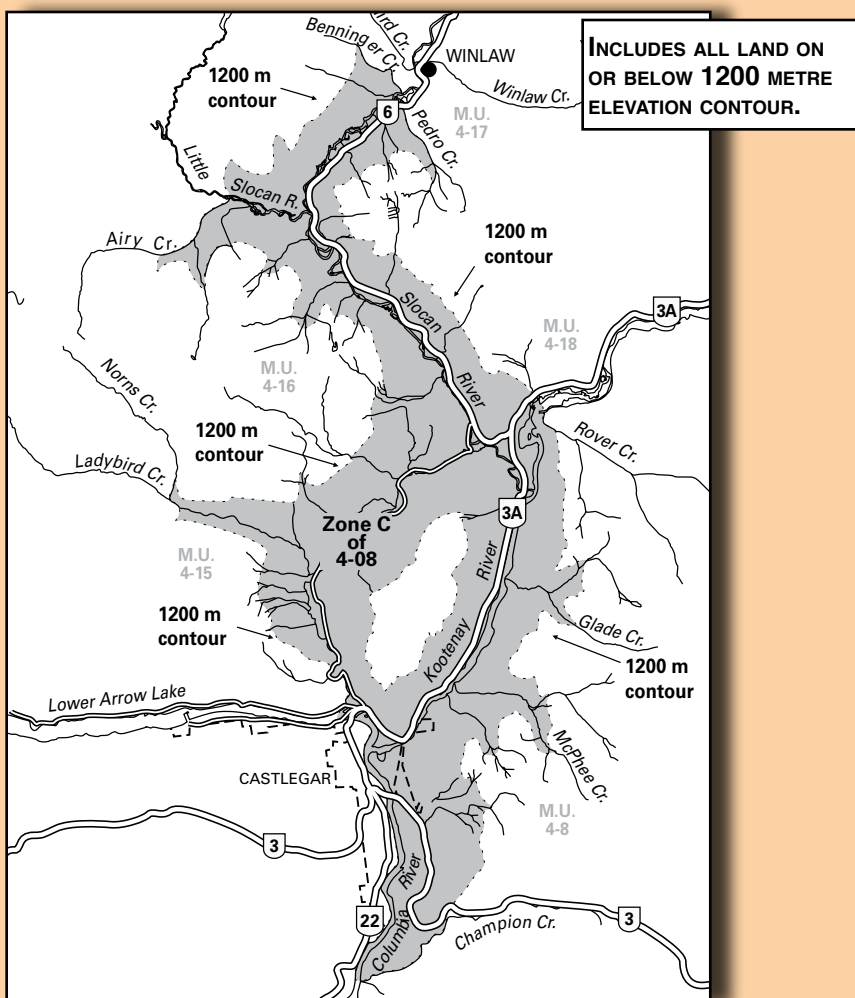 ird Cr.
Benninger Cr.
WINLAW
INCLUDES ALL LAND ON
OR BELOW 1200 METRE
ELEVATION CONTOUR.
1200 m
contour
Winlaw Cr.
6
M.U.
4-17
Pedro Cr.
Little
Slocan R.
Airy Cr.
1200 m
contour
Slocan
River
3A
M.U.
4-18
M.U.
4-16
Norns Cr.
1200 m
contour
Rover Cr.
Ladybird Cr.
3A
Zone C
of
4-08
M.U.
4-15
River
Kootenay
1200 m
contour
Glade Cr.
1200 m
contour
Lower Arrow Lake
McPhee Cr.
CASTLEGAR
M.U.
4-8
3
River
Columbia
22
Champion Cr.
3